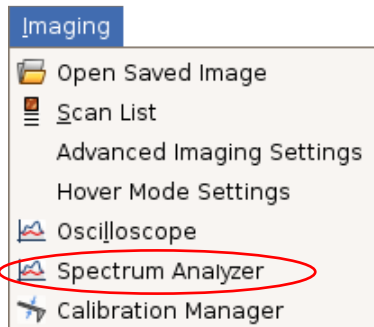 Imaging
Open Saved Image
Scan List
Advanced Imaging Settings
Hover Mode Settings
Oscilloscope
Spectrum Analyzer
Calibration Manager